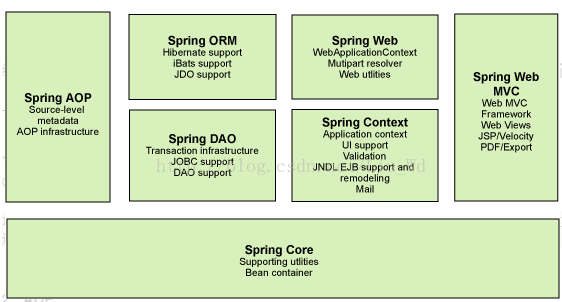 Spring AOP
Source-level
metadata
AOP infrastructure
Spring ORM
Hibernate support
iBats support
JDO support
Spring Web
WebApplicationContext
Mutipart resolver
Web utlities
Spring Web
MVC
Web MVC
Framework
Web Views
JSP/Velocity
PDF/Export
Spring DAO
Transaction infrastructure
JOBC support
DAO support
Spring Context
Application context
UI support
Validation
JNDL EJB support and
remodeling
Mail
Spring Core
Supporting utlities
Bean container